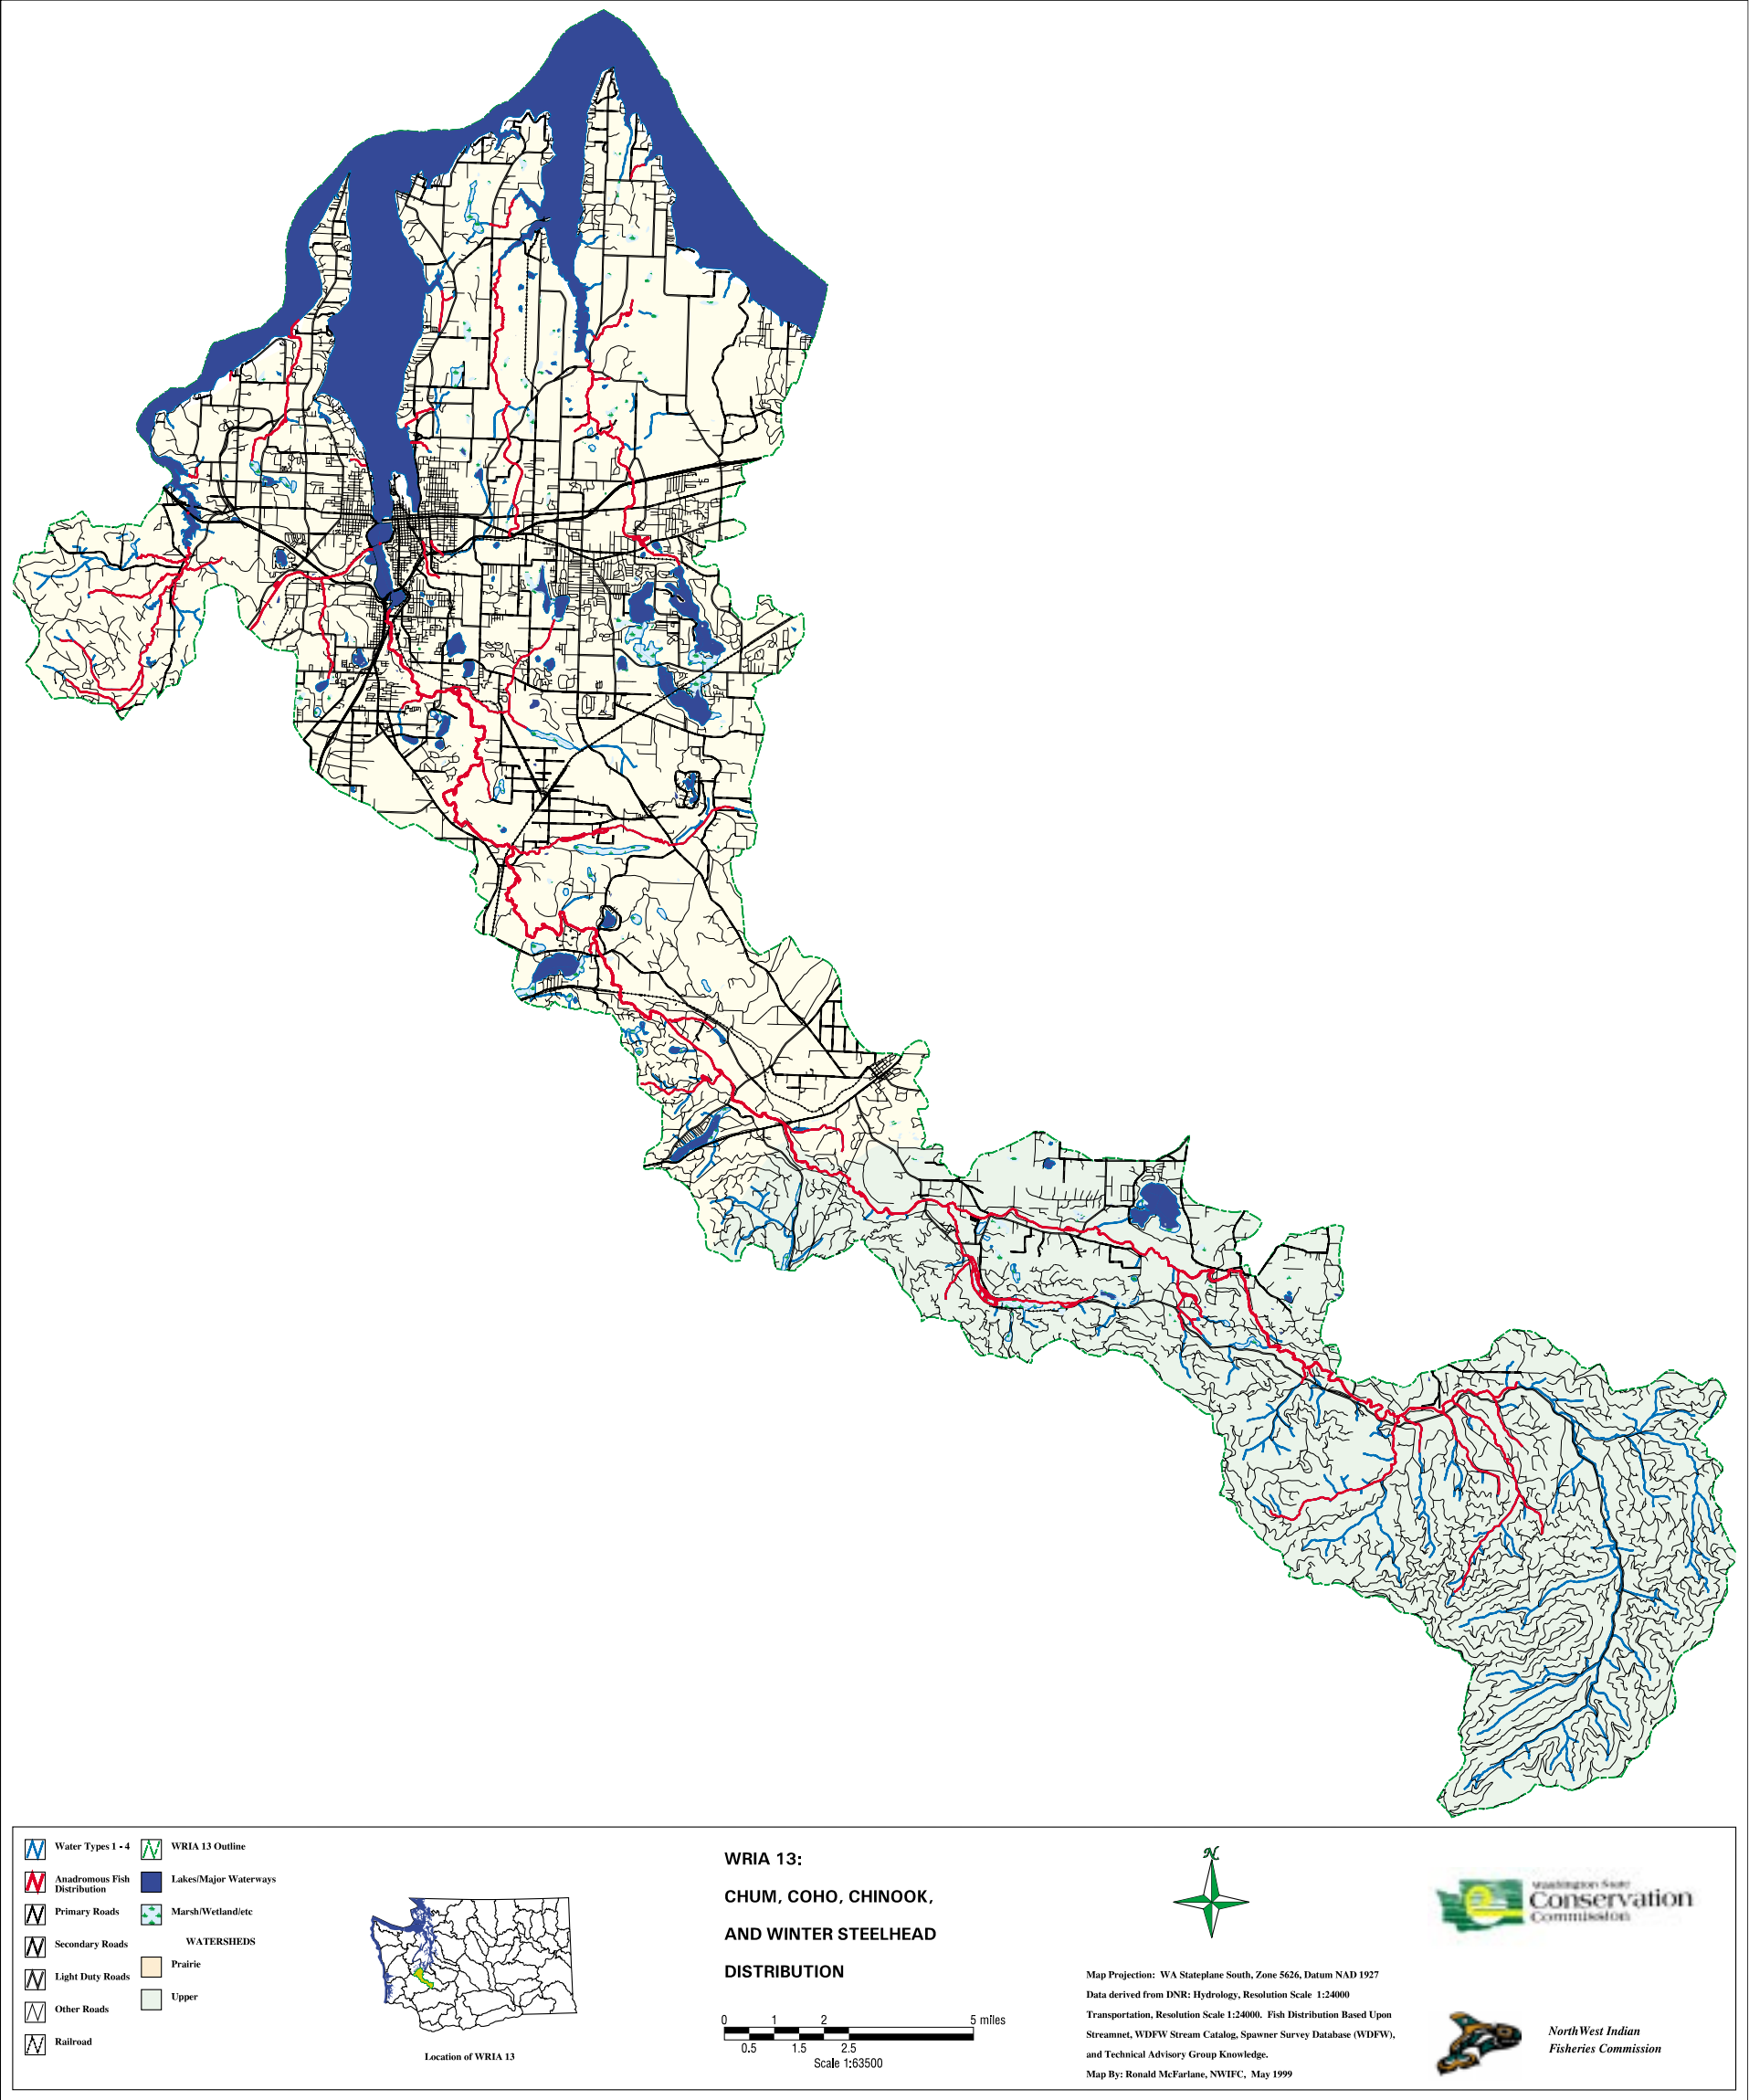 Water Types 1 - 4
Anadromous Fish
Distribution
Primary Roads
Secondary Roads
Light Duty Roads
Other Roads
Railroad
WRIA 13 Outline
Lakes/Major Waterways
Marsh/Wetland/etc
WATERSHEDS
Prairie
Upper
Location of WRIA 13
WRIA 13:
CHUM, COHO, CHINOOK,
AND WINTER STEELHEAD
DISTRIBUTION
0 1 2 5 miles
0.5 1.5 2.5
Scale 1:63500
N
Map Projection: WA Stateplane South, Zone 5626, Datum NAD 1927
Data derived from DNR: Hydrology, Resolution Scale 1:24000
Transportation, Resolution Scale 1:24000. Fish Distribution Based Upon
Streamnet, WDFW Stream Catalog, Spawner Survey Database (WDFW),
and Technical Advisory Group Knowledge.
Map By: Ronald McFarlane, NWIFC, May 1999
Washington State
Conservation
Commission
NorthWest Indian
Fisheries Commission